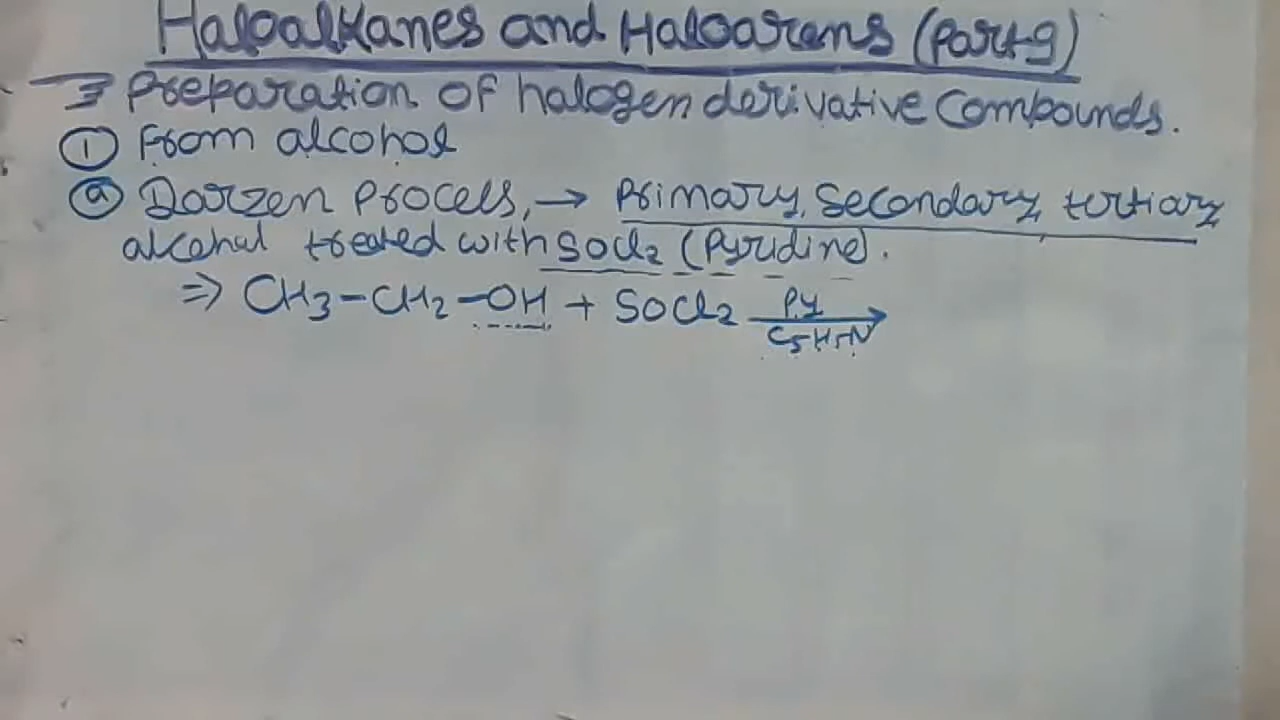 Haloalkanes and Haloarens (Part-9)
⇒ Preparation of halogen derivative Compounds.
① From alcohol
ⓐ Darzen Process, → Primary, Secondary, tertiary
alcohal treated with SOCl2 (Pyridine).
⇒ CH3-CH2-OH + SOCl2 Py
C5H5N